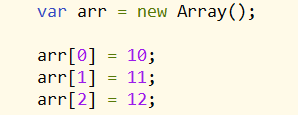 var arr = new Array();
arr[0] = 10;
arr[1] = 11;
arr[2] = 12;